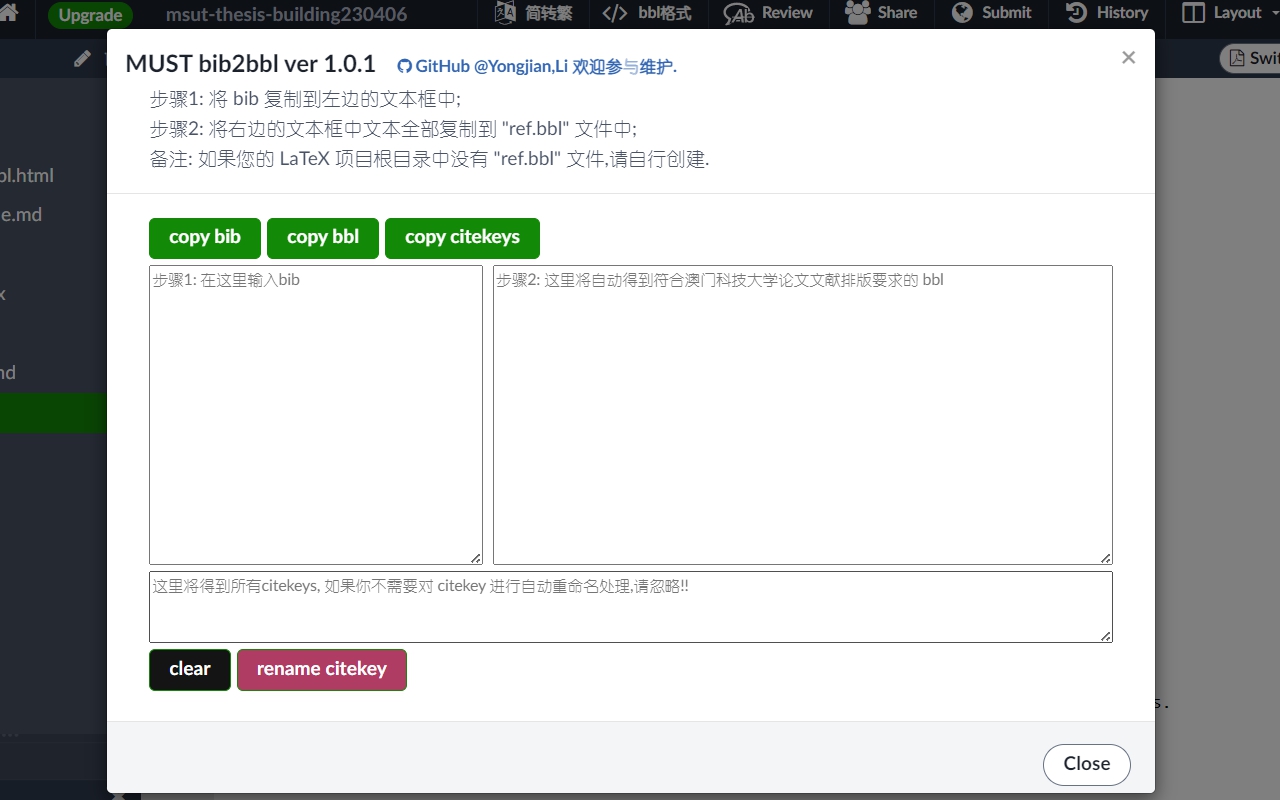 Upgrade
msut-thesis-building230406
简转繁
bbl格式
Review
Share
Submit
History
Layout
MUST bib2bbl ver 1.0.1 GitHub @Yongjian,Li 欢迎参与维护.
×
步骤1: 将 bib 复制到左边的文本框中;
步骤2: 将右边的文本框中文本全部复制到 "ref.bbl" 文件中;
备注: 如果您的 LaTeX 项目根目录中没有 "ref.bbl" 文件,请自行创建.
bl.html
e.md
x
nd
copy bib
copy bbl
copy citekeys
步骤1: 在这里输入bib
步骤2: 这里将自动得到符合澳门科技大学论文文献排版要求的 bbl
这里将得到所有citekeys, 如果你不需要对 citekey 进行自动重命名处理,请忽略!!
clear
rename citekey
s.
Close